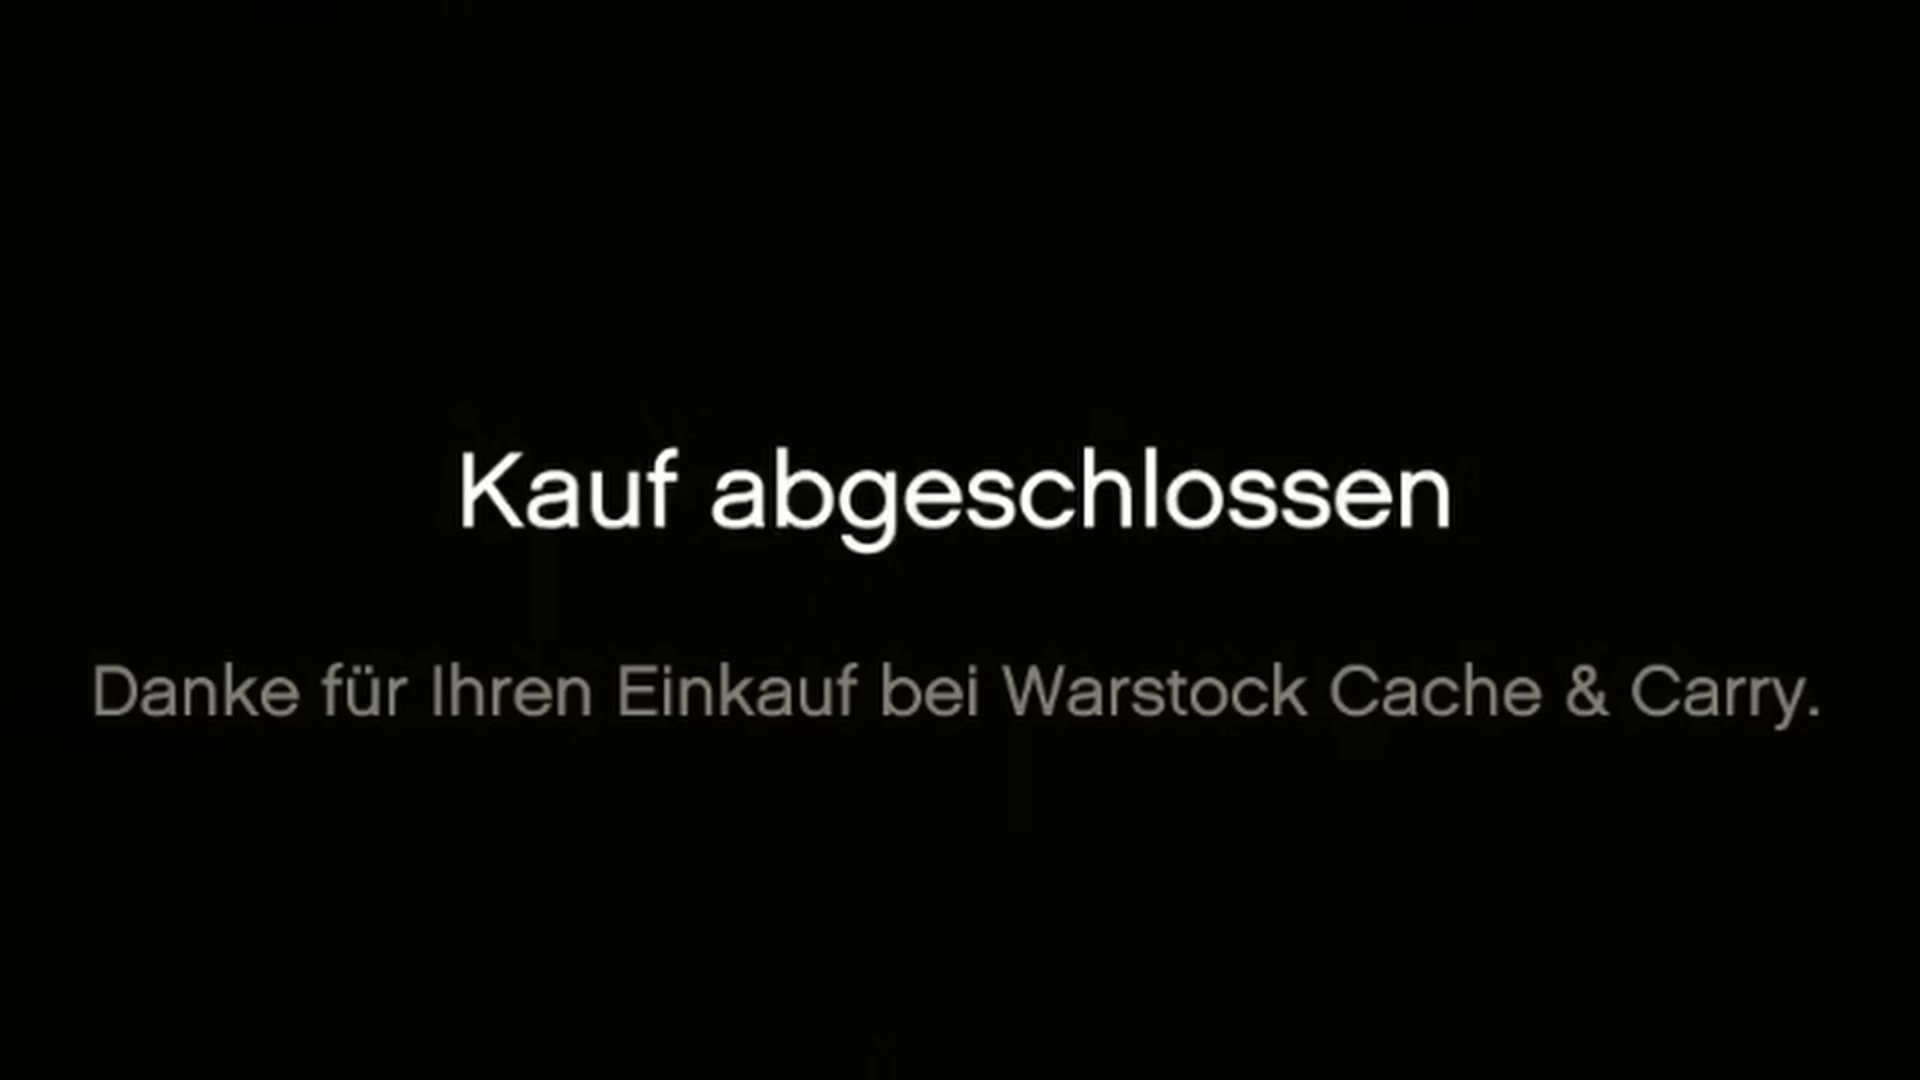 Kauf abgeschlossen
Danke für Ihren Einkauf bei Warstock Cache & Carry.